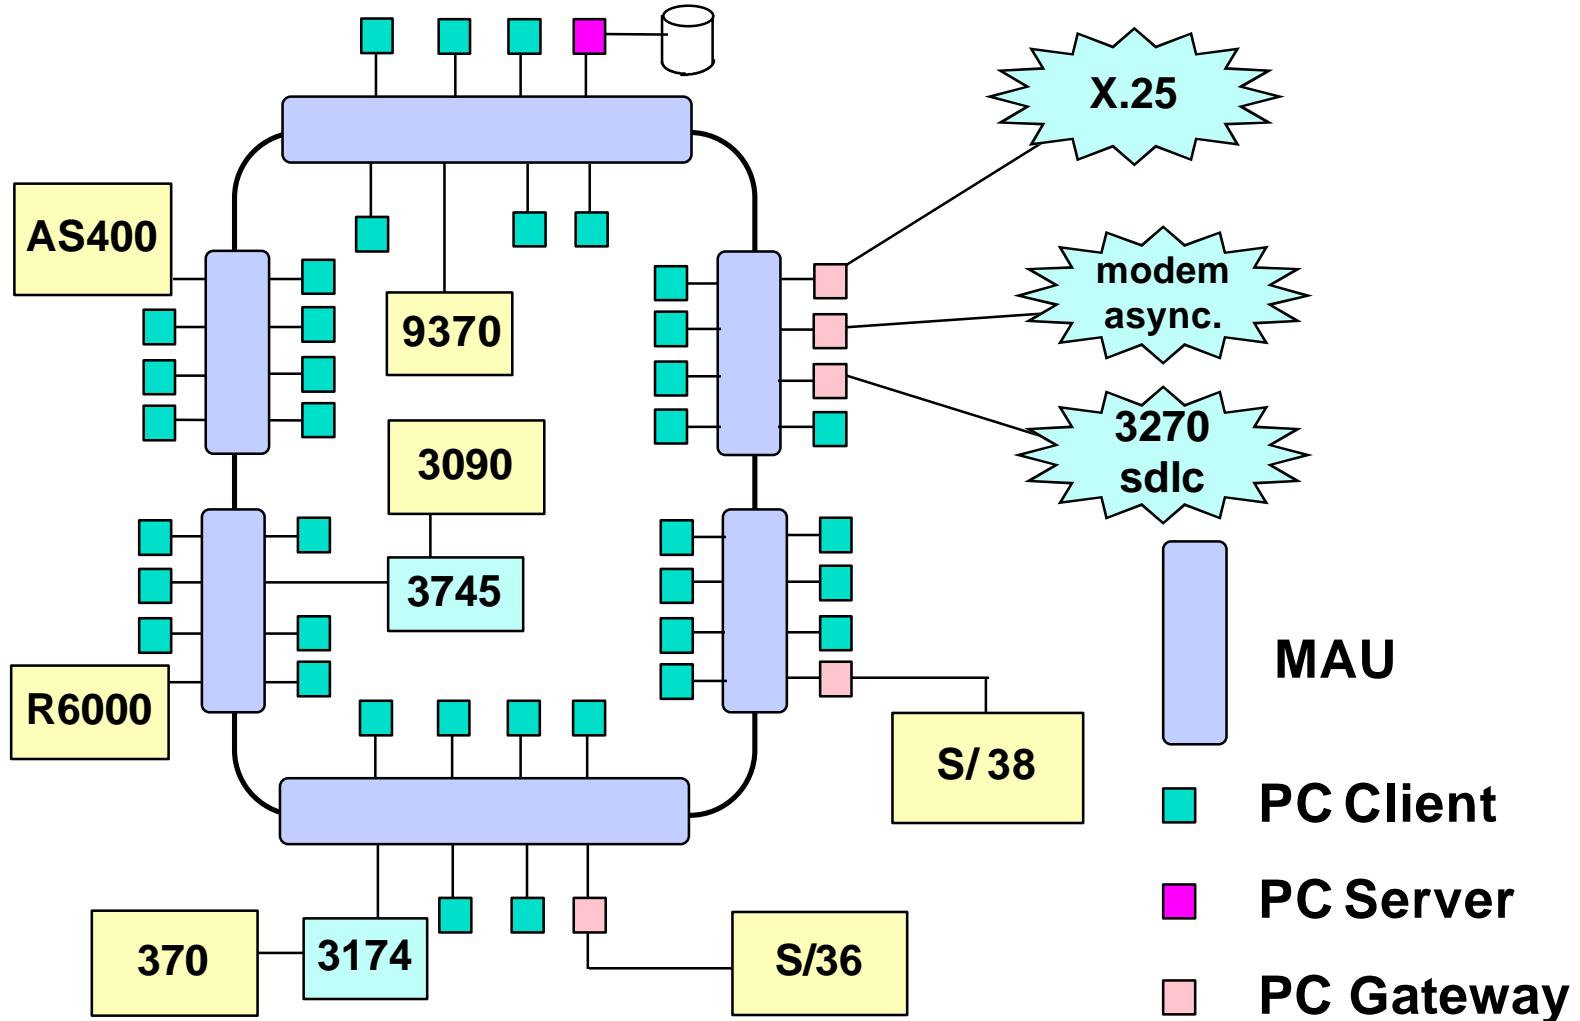 X.25
AS400
modem
async.
9370
3270
sdlc
3090
3745
MAU
R6000
S/ 38
PC Client
PC Server
370
3174
S/36
PC Gateway